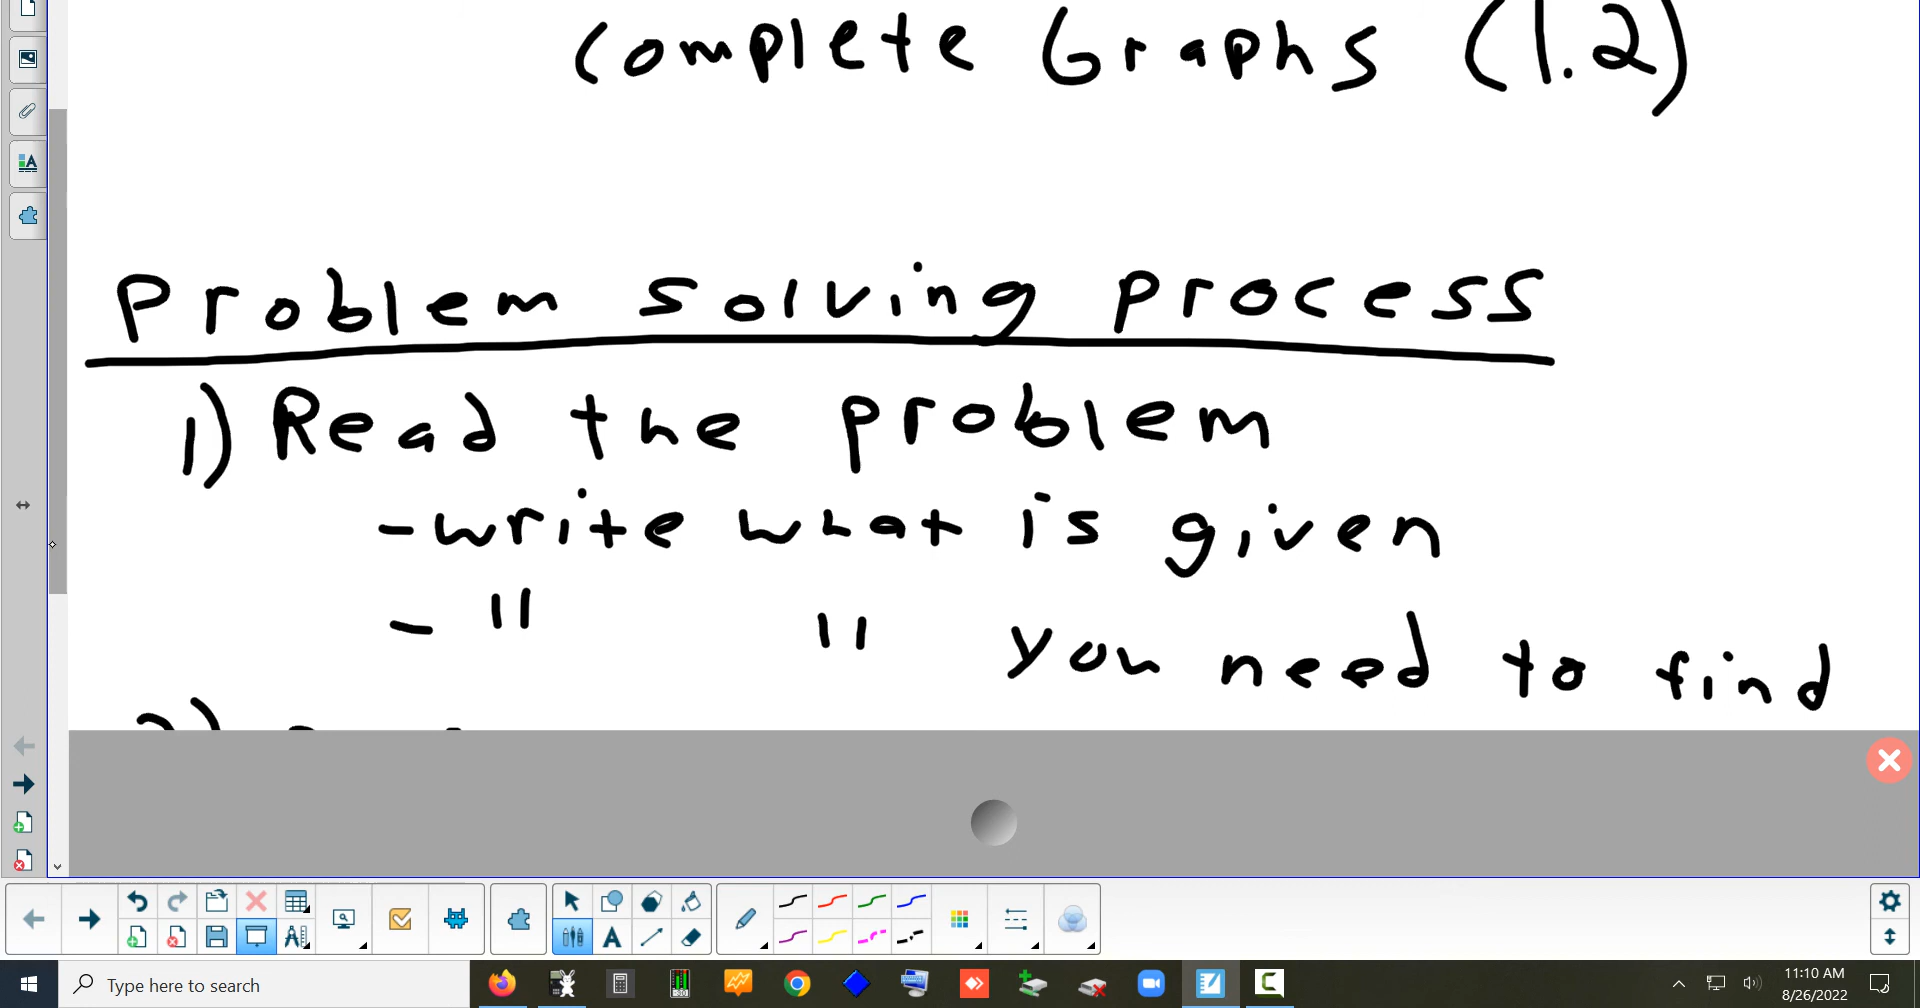 Complete Graphs (1.2)
Problem solving process
1) Read the problem
- write what is given
- " " you need to find
2)
Type here to search
11:10 AM
8/26/2022